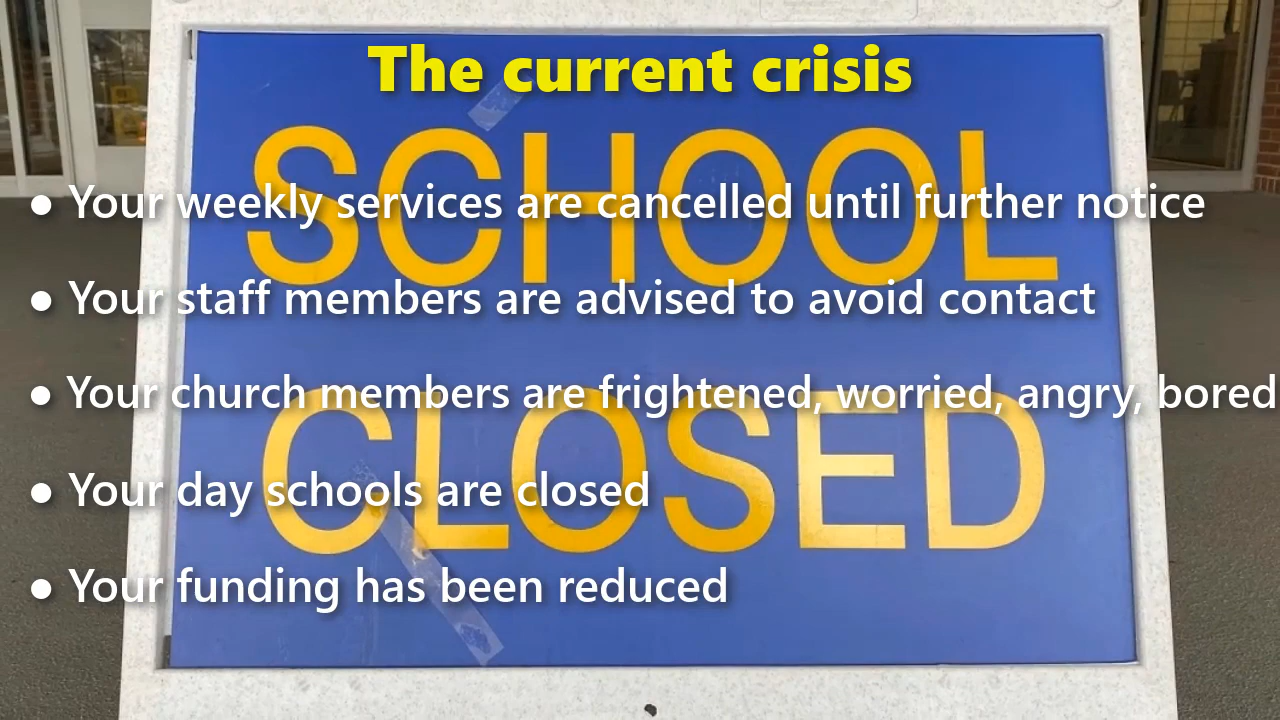 The current crisis
SCHOOL
● Your weekly services are cancelled until further notice
● Your staff members are advised to avoid contact
● Your church members are frightened, worried, angry, bored
CLOSED
● Your day schools are closed
● Your funding has been reduced